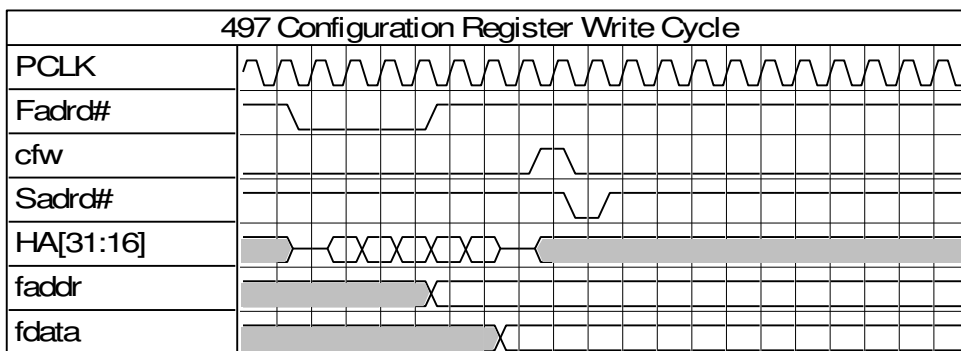 497 Configuration Register Write Cycle
PCLK
Fadrd#
cfw
Sadrd#
HA[31:16]
faddr
fdata